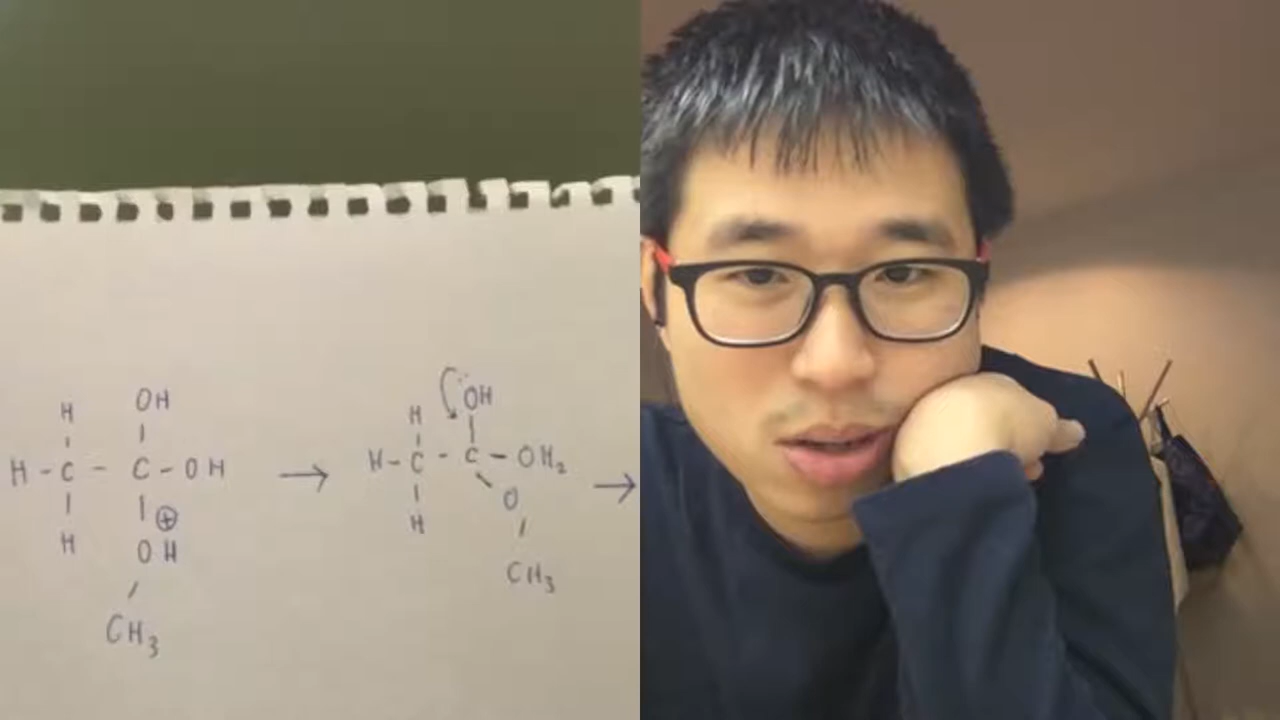 H OH
H - C - C - OH
H ⊕
OH
CH₃
→
H :OH
H - C - C - OH₂
H O
CH₃
→